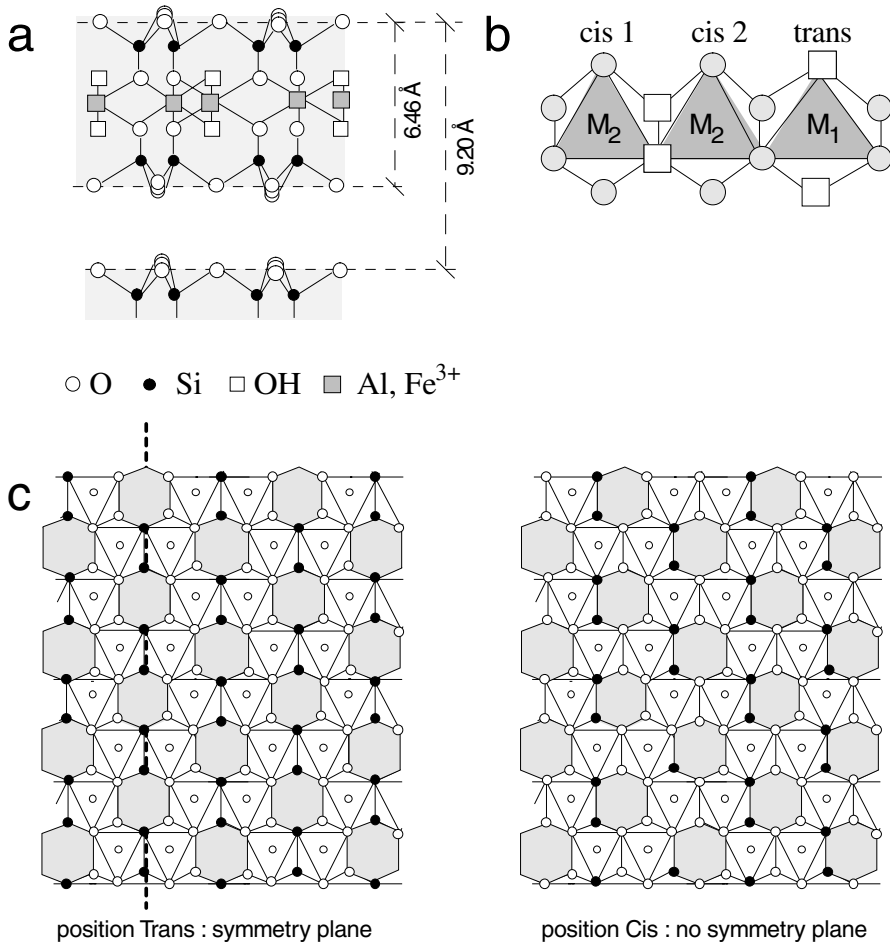 a
6.46 Å
9.20 Å
b
cis 1 cis 2 trans
M2 M2 M1
O Si OH Al, Fe3+
c
position Trans : symmetry plane
position Cis : no symmetry plane